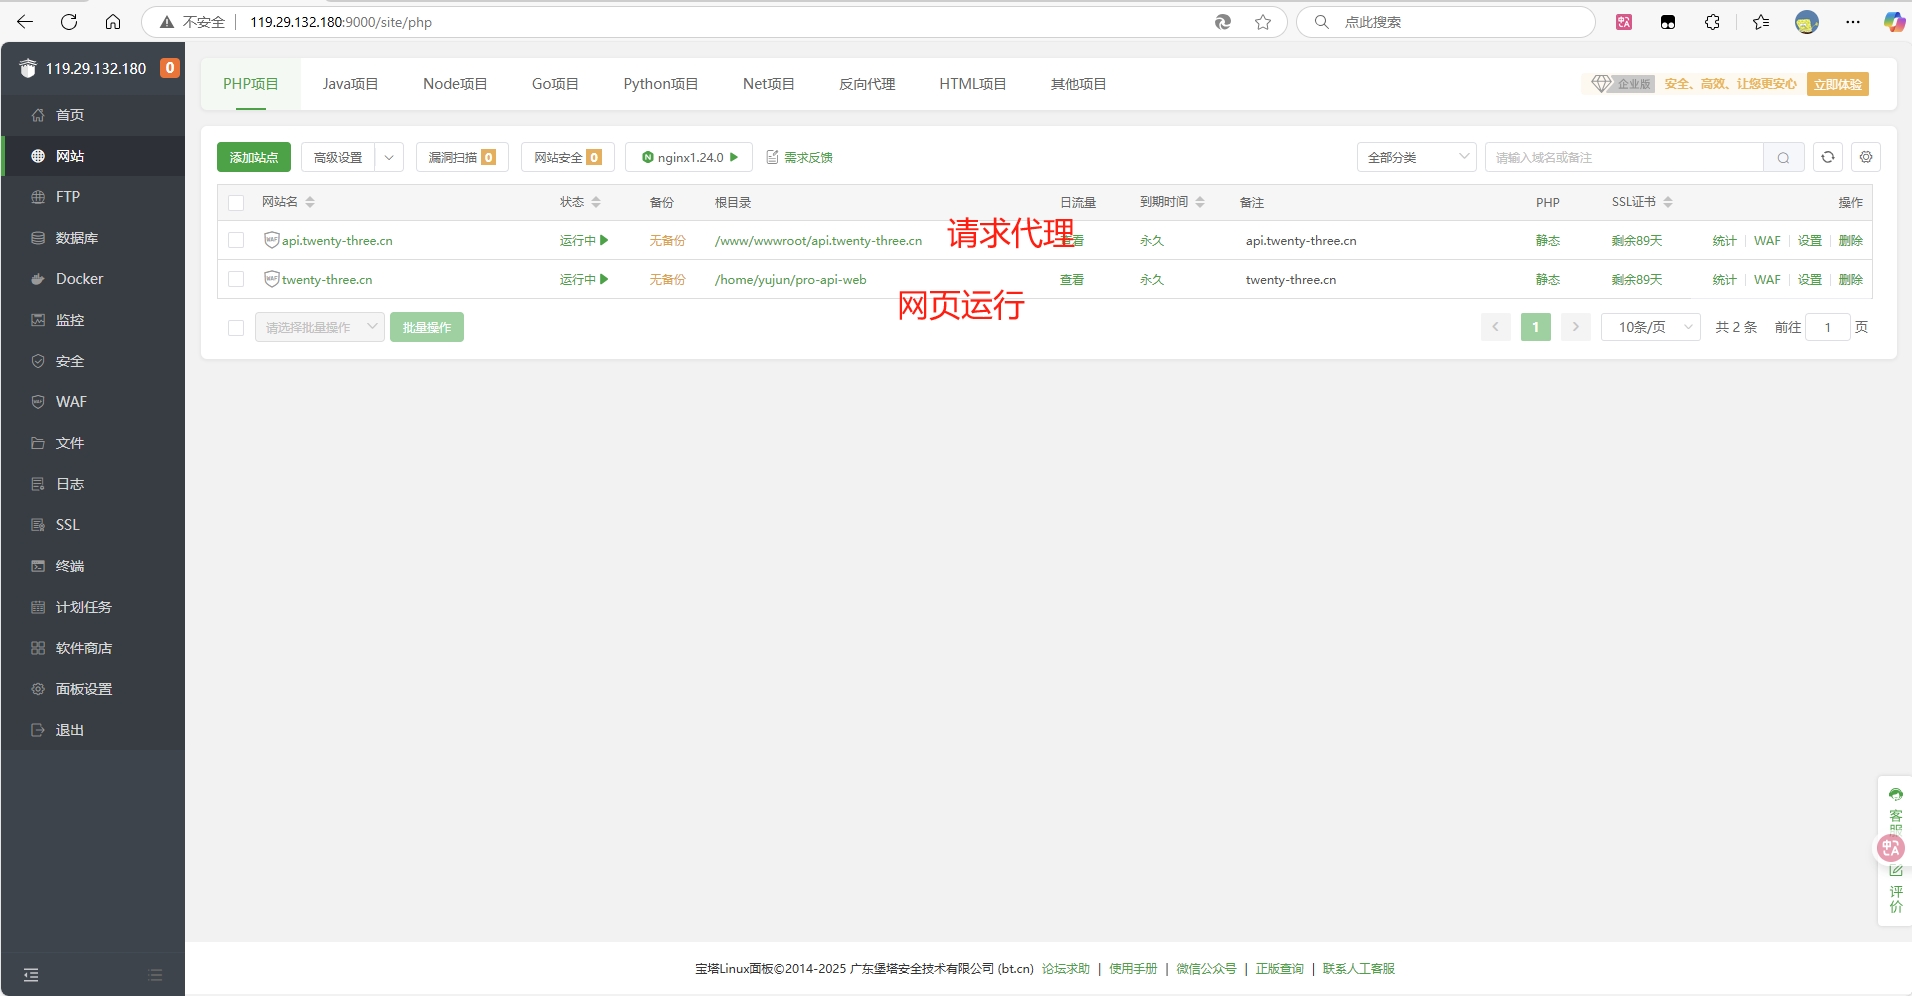 不安全 119.29.132.180:9000/site/php 点此搜索
119.29.132.180 0
首页
网站
FTP
数据库
Docker
监控
安全
WAF
文件
日志
SSL
终端
计划任务
软件商店
面板设置
退出
PHP项目 Java项目 Node项目 Go项目 Python项目 Net项目 反向代理 HTML项目 其他项目 企业版 安全、高效、让您更安心 立即体验
添加站点 高级设置 漏洞扫描 0 网站安全 0 nginx1.24.0 需求反馈 全部分类 请输入域名或备注
网站名 状态 备份 根目录 日流量 到期时间 备注 PHP SSL证书 操作
api.twenty-three.cn 运行中 无备份 /www/wwwroot/api.twenty-three.cn 请求代理 查看 永久 api.twenty-three.cn 静态 剩余89天 统计 WAF 设置 删除
twenty-three.cn 运行中 无备份 /home/yujun/pro-api-web 查看 永久 twenty-three.cn 静态 剩余89天 统计 WAF 设置 删除
网页运行
请选择批量操作 批量操作 1 10条/页 共 2 条 前往 1 页
客服
评价
宝塔Linux面板©2014-2025 广东堡塔安全技术有限公司 (bt.cn) 论坛求助 | 使用手册 | 微信公众号 | 正版查询 | 联系人工客服